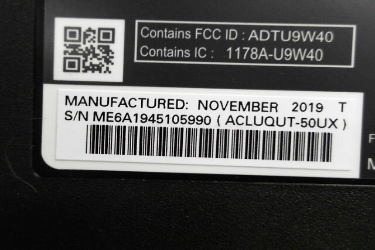 Contains FCC ID : ADTU9W40
Contains IC : 1178A-U9W40
MANUFACTURED: NOVEMBER 2019 T
S/N ME6A1945105990 ( ACLUQUT-50UX )
F
M